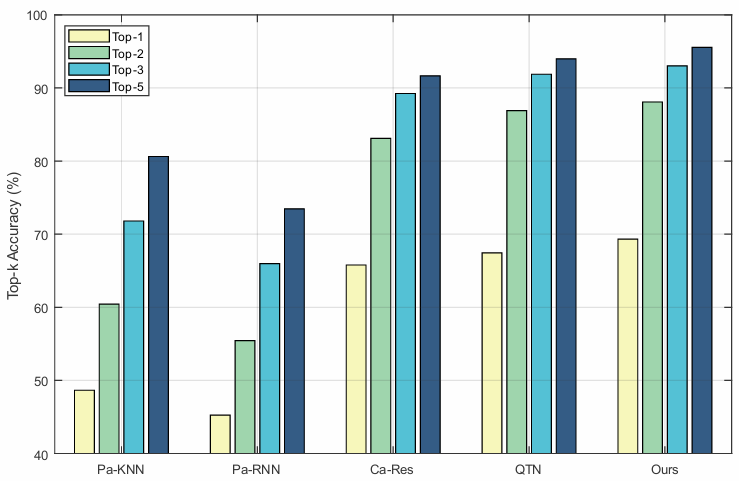 100
90
80
70
60
50
40
Top-k Accuracy (%)
Top-1
Top-2
Top-3
Top-5
Pa-KNN Pa-RNN Ca-Res QTN Ours